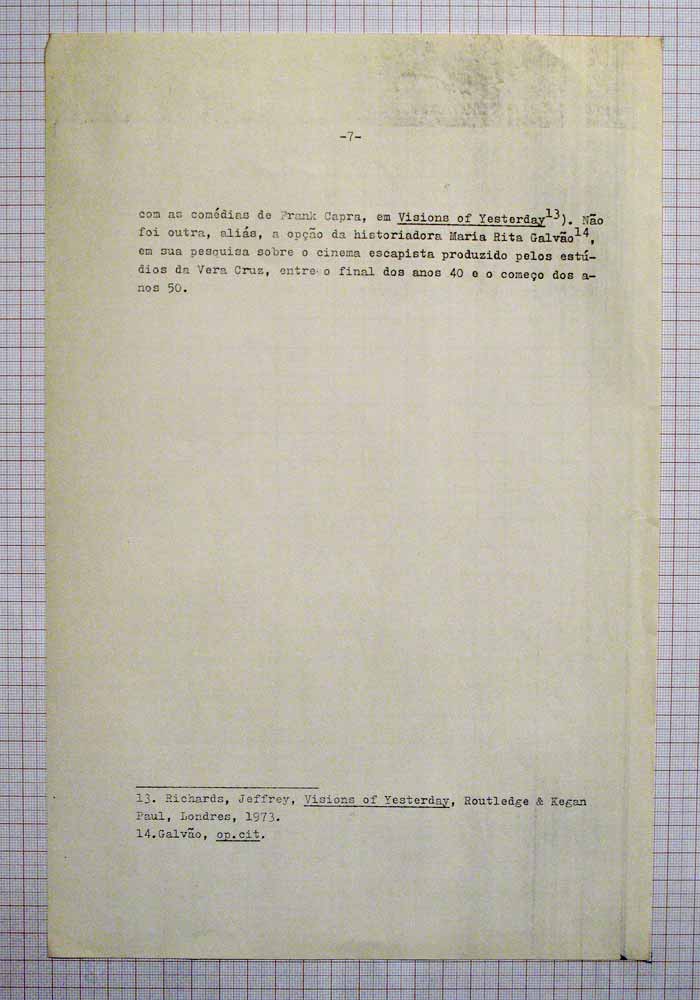 -7-
com as comédias de Frank Capra, em Visions of Yesterday13). Não
foi outra, aliás, a opção da historiadora Maria Rita Galvão14,
em sua pesquisa sobre o cinema escapista produzido pelos estú-
dios da Vera Cruz, entre o final dos anos 40 e o começo dos a-
nos 50.
13. Richards, Jeffrey, Visions of Yesterday, Routledge & Kegan
Paul, Londres, 1973.
14.Galvão, op.cit.